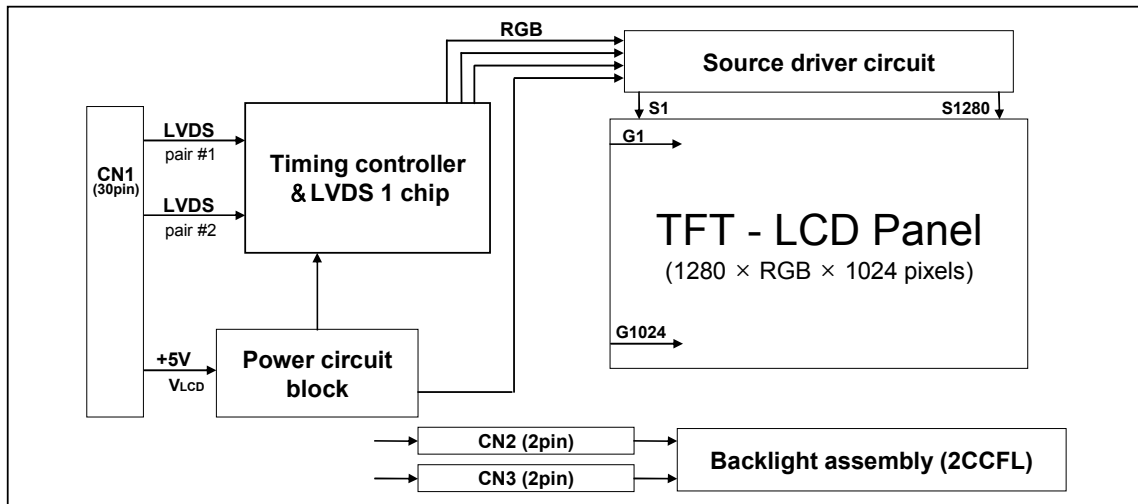 RGB
Source driver circuit
S1
S1280
LVDS
pair #1
CN1
(30pin)
Timing controller
&LVDS 1 chip
LVDS
pair #2
G1
TFT - LCD Panel
(1280 × RGB × 1024 pixels)
G1024
+5V
VLCD
Power circuit
block
CN2 (2pin)
CN3 (2pin)
Backlight assembly (2CCFL)